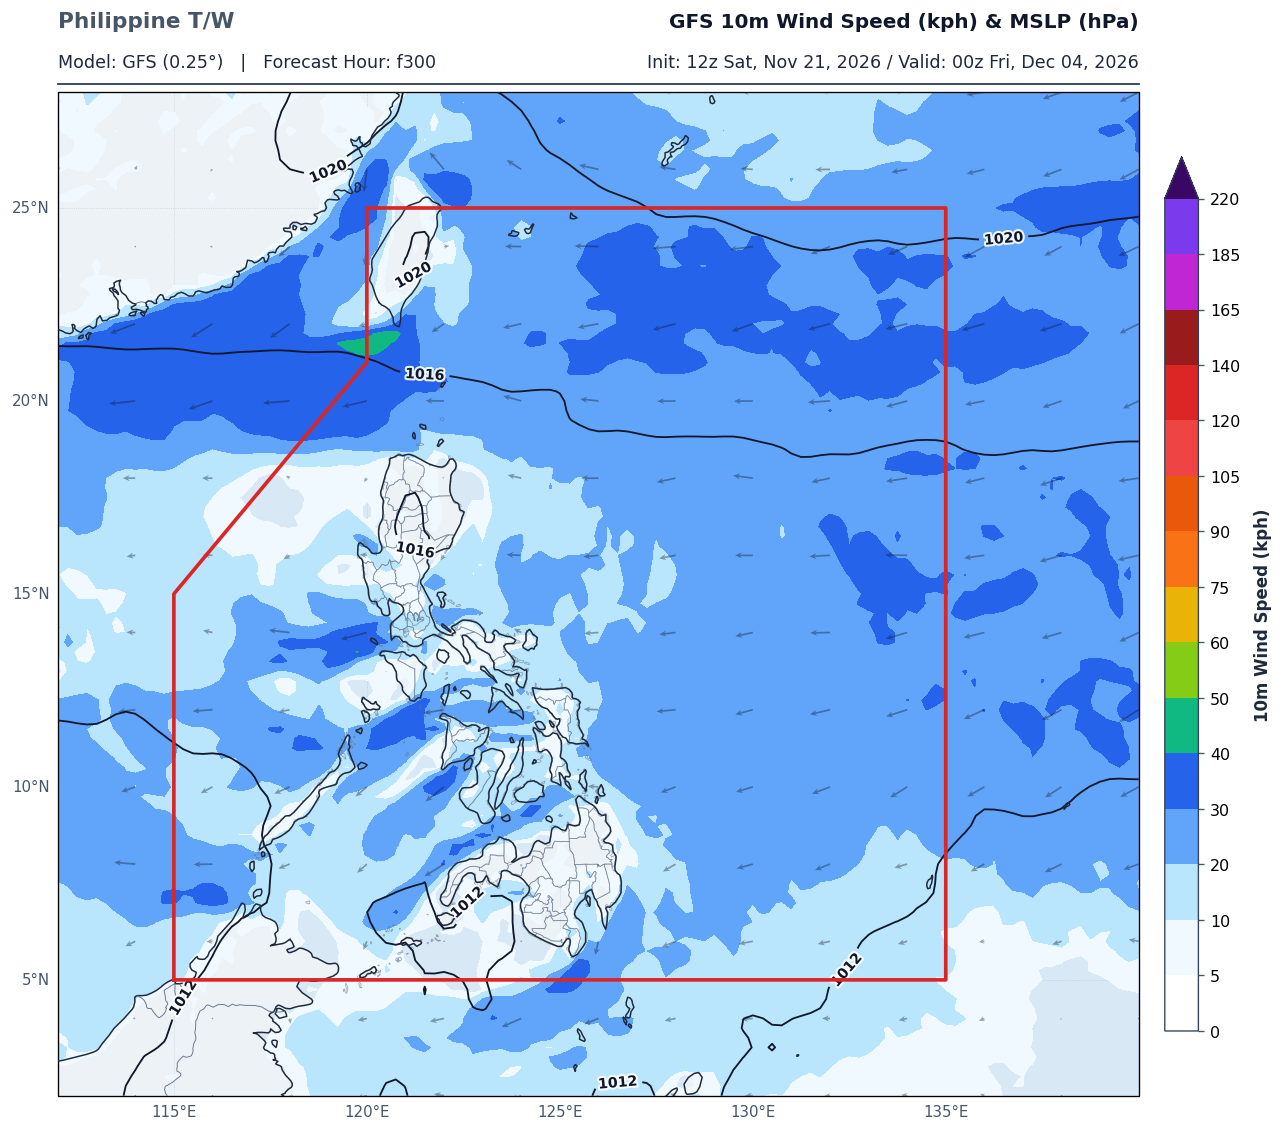 Philippine T/W
GFS 10m Wind Speed (kph) & MSLP (hPa)
Model: GFS (0.25°)   |   Forecast Hour: f300
Init: 12z Sat, Nov 21, 2026 / Valid: 00z Fri, Dec 04, 2026
1020
1020
1020
1016
1016
1012
1012
1012
1012
25°N
20°N
15°N
10°N
5°N
115°E
120°E
125°E
130°E
135°E
220
185
165
140
120
105
90
75
60
50
40
30
20
10
5
0
10m Wind Speed (kph)